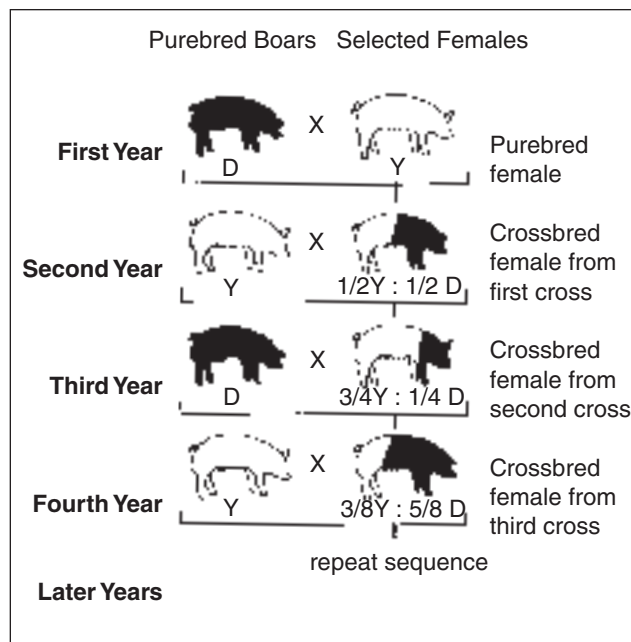 Purebred Boars Selected Females
X
First Year
D
Y
Purebred
female
X
Second Year
Y
1/2Y : 1/2 D
Crossbred
female from
first cross
X
Third Year
D
3/4Y : 1/4 D
Crossbred
female from
second cross
X
Fourth Year
Y
3/8Y : 5/8 D
Crossbred
female from
third cross
repeat sequence
Later Years